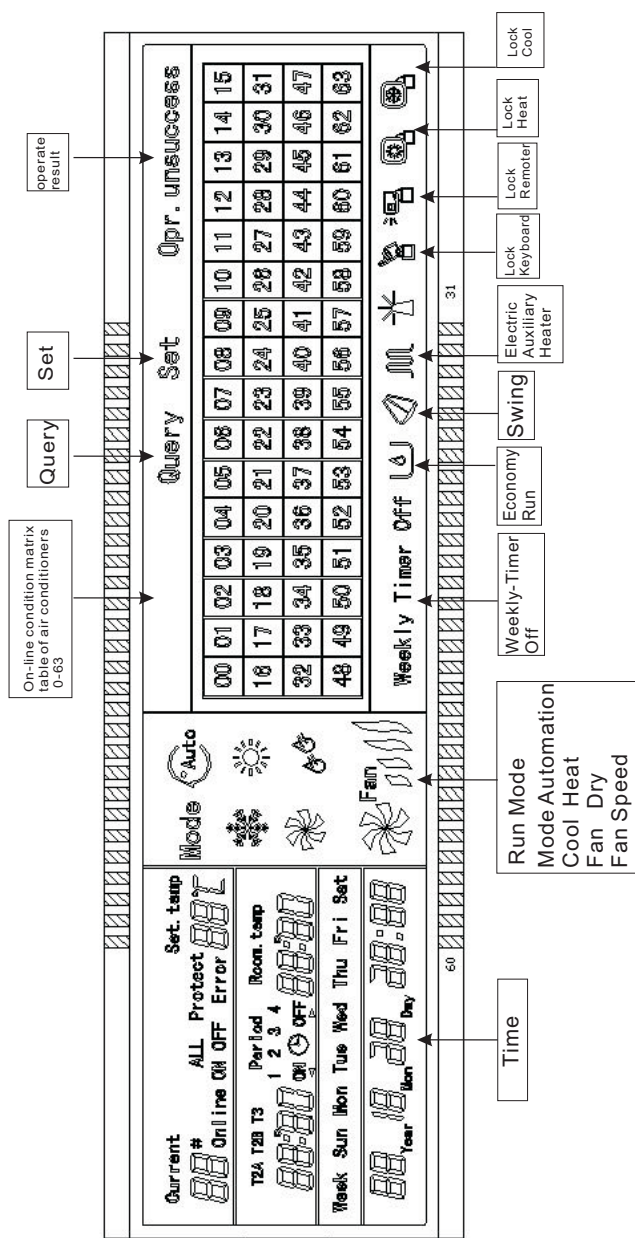 On-line condition matrix
table of air conditioners
0-63
Query
Set
operate
result
Current
Set.temp
#
ALL
Protect
88
Online ON OFF Error
88℃
T2A T2B T3
Period
Room.temp
1 2 3 4
88:00
ON
OFF
88:00
Week Sun Mon Tue Wed Thu Fri Sat
Year
Mon
Day
Mode
Auto
Fan
Query Set
Opr.unsuccess
00 01 02 03 04 05 06 07 08 09 10 11 12 13 14 15
16 17 18 19 20 21 22 23 24 25 26 27 28 29 30 31
32 33 34 35 36 37 38 39 40 41 42 43 44 45 46 47
48 49 50 51 52 53 54 55 56 57 58 59 60 61 62 63
Weekly Timer Off
60
31
Time
Run Mode
Mode Automation
Cool Heat
Fan Dry
Fan Speed
Weekly-Timer
Off
Economy
Run
Swing
Electric
Auxiliary
Heater
Lock
Keyboard
Lock
Remoter
Lock
Heat
Lock
Cool